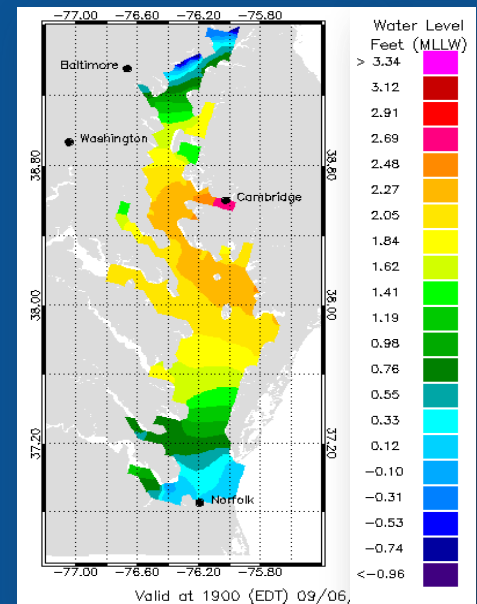 −77.00 −76.60 −76.20 −75.80
Water Level
Feet (MLLW)
> 3.34
3.12
2.91
2.69
2.48
2.27
2.05
1.84
1.62
1.41
1.19
0.98
0.76
0.55
0.33
0.12
−0.10
−0.31
−0.53
−0.74
<−0.96
Baltimore
Washington
38.80 38.80
Cambridge
38.00 38.00
37.20 37.20
Norfolk
−77.00 −76.60 −76.20 −75.80
Valid at 1900 (EDT) 09/06,